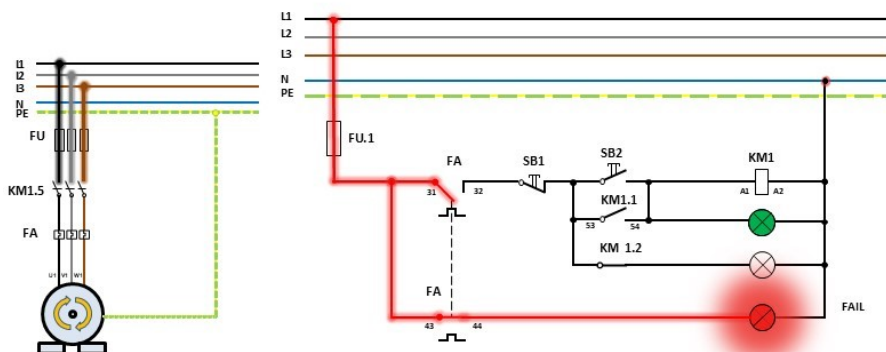 L1
L2
L3
N
PE
FU
KM1.5
FA
U1 V1 W1
L1
L2
L3
N
PE
FU.1
FA
31
32
SB1
SB2
KM1
A1
A2
KM1.1
53
54
KM 1.2
FA
43
44
FAIL